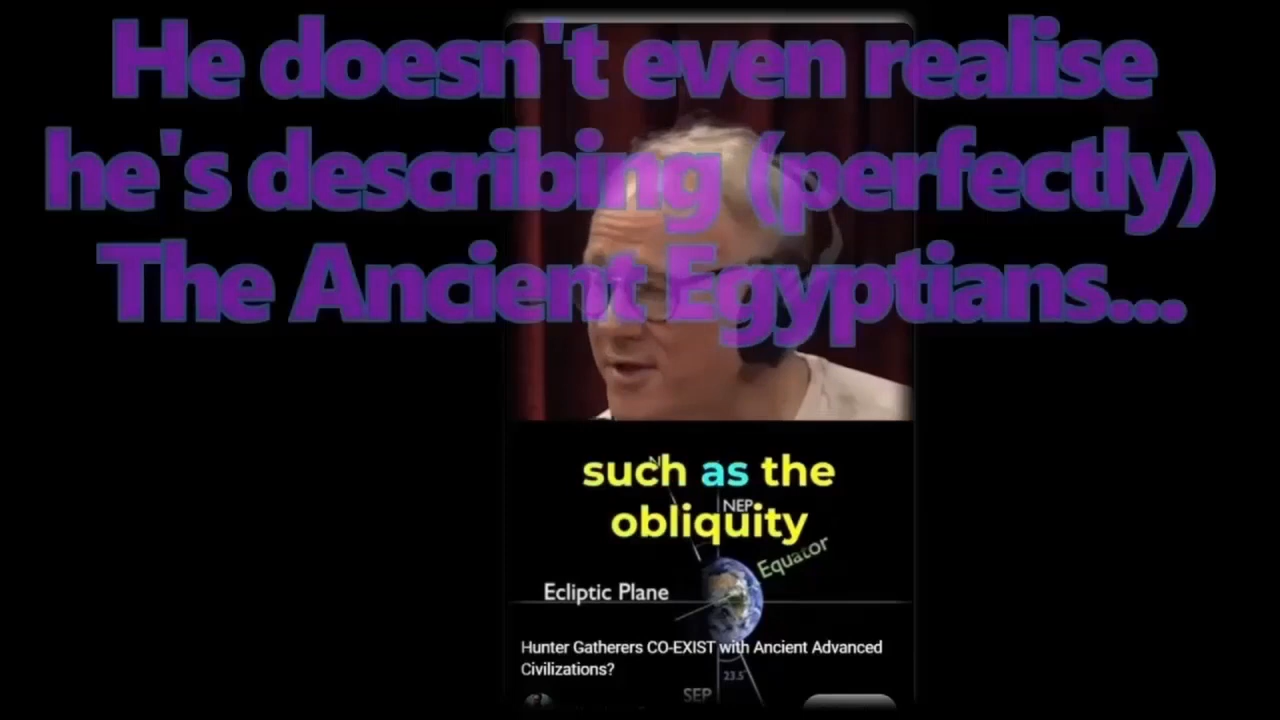 He doesn't even realise
he's describing (perfectly)
The Ancient Egyptians...
such as the
obliquity
NEP
Equator
Ecliptic Plane
Hunter Gatherers CO-EXIST with Ancient Advanced
Civilizations?
23.5°
SEP